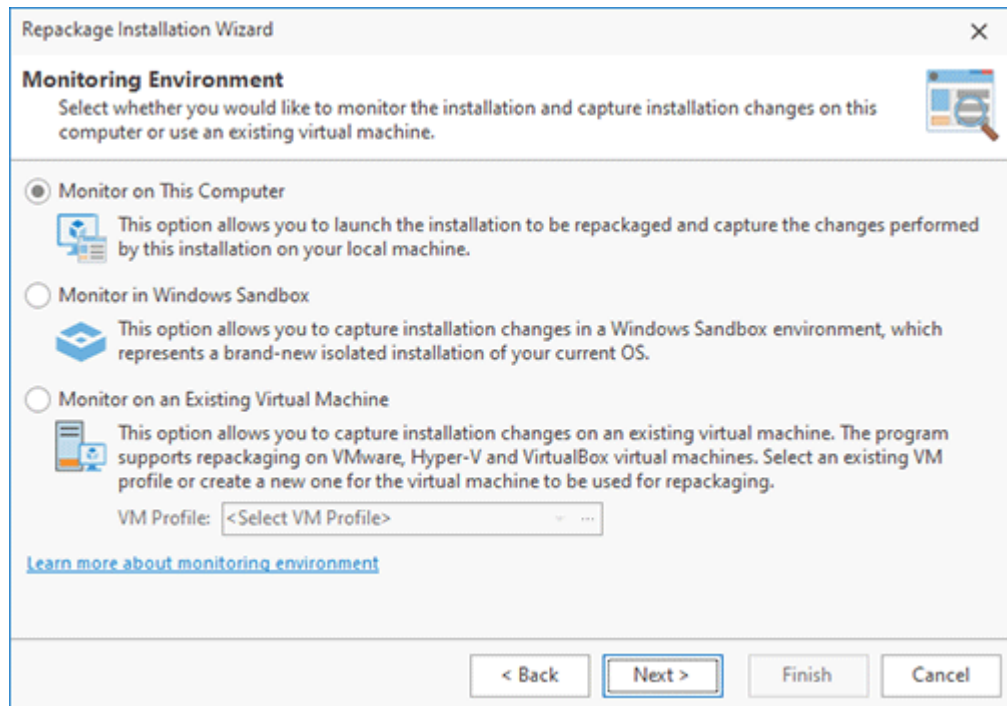 Repackage Installation Wizard
Monitoring Environment
Select whether you would like to monitor the installation and capture installation changes on this
computer or use an existing virtual machine.
Monitor on This Computer
This option allows you to launch the installation to be repackaged and capture the changes performed
by this installation on your local machine.
Monitor in Windows Sandbox
This option allows you to capture installation changes in a Windows Sandbox environment, which
represents a brand-new isolated installation of your current OS.
Monitor on an Existing Virtual Machine
This option allows you to capture installation changes on an existing virtual machine. The program
supports repackaging on VMware, Hyper-V and VirtualBox virtual machines. Select an existing VM
profile or create a new one for the virtual machine to be used for repackaging.
VM Profile: <Select VM Profile> ...
Learn more about monitoring environment
< Back Next > Finish Cancel